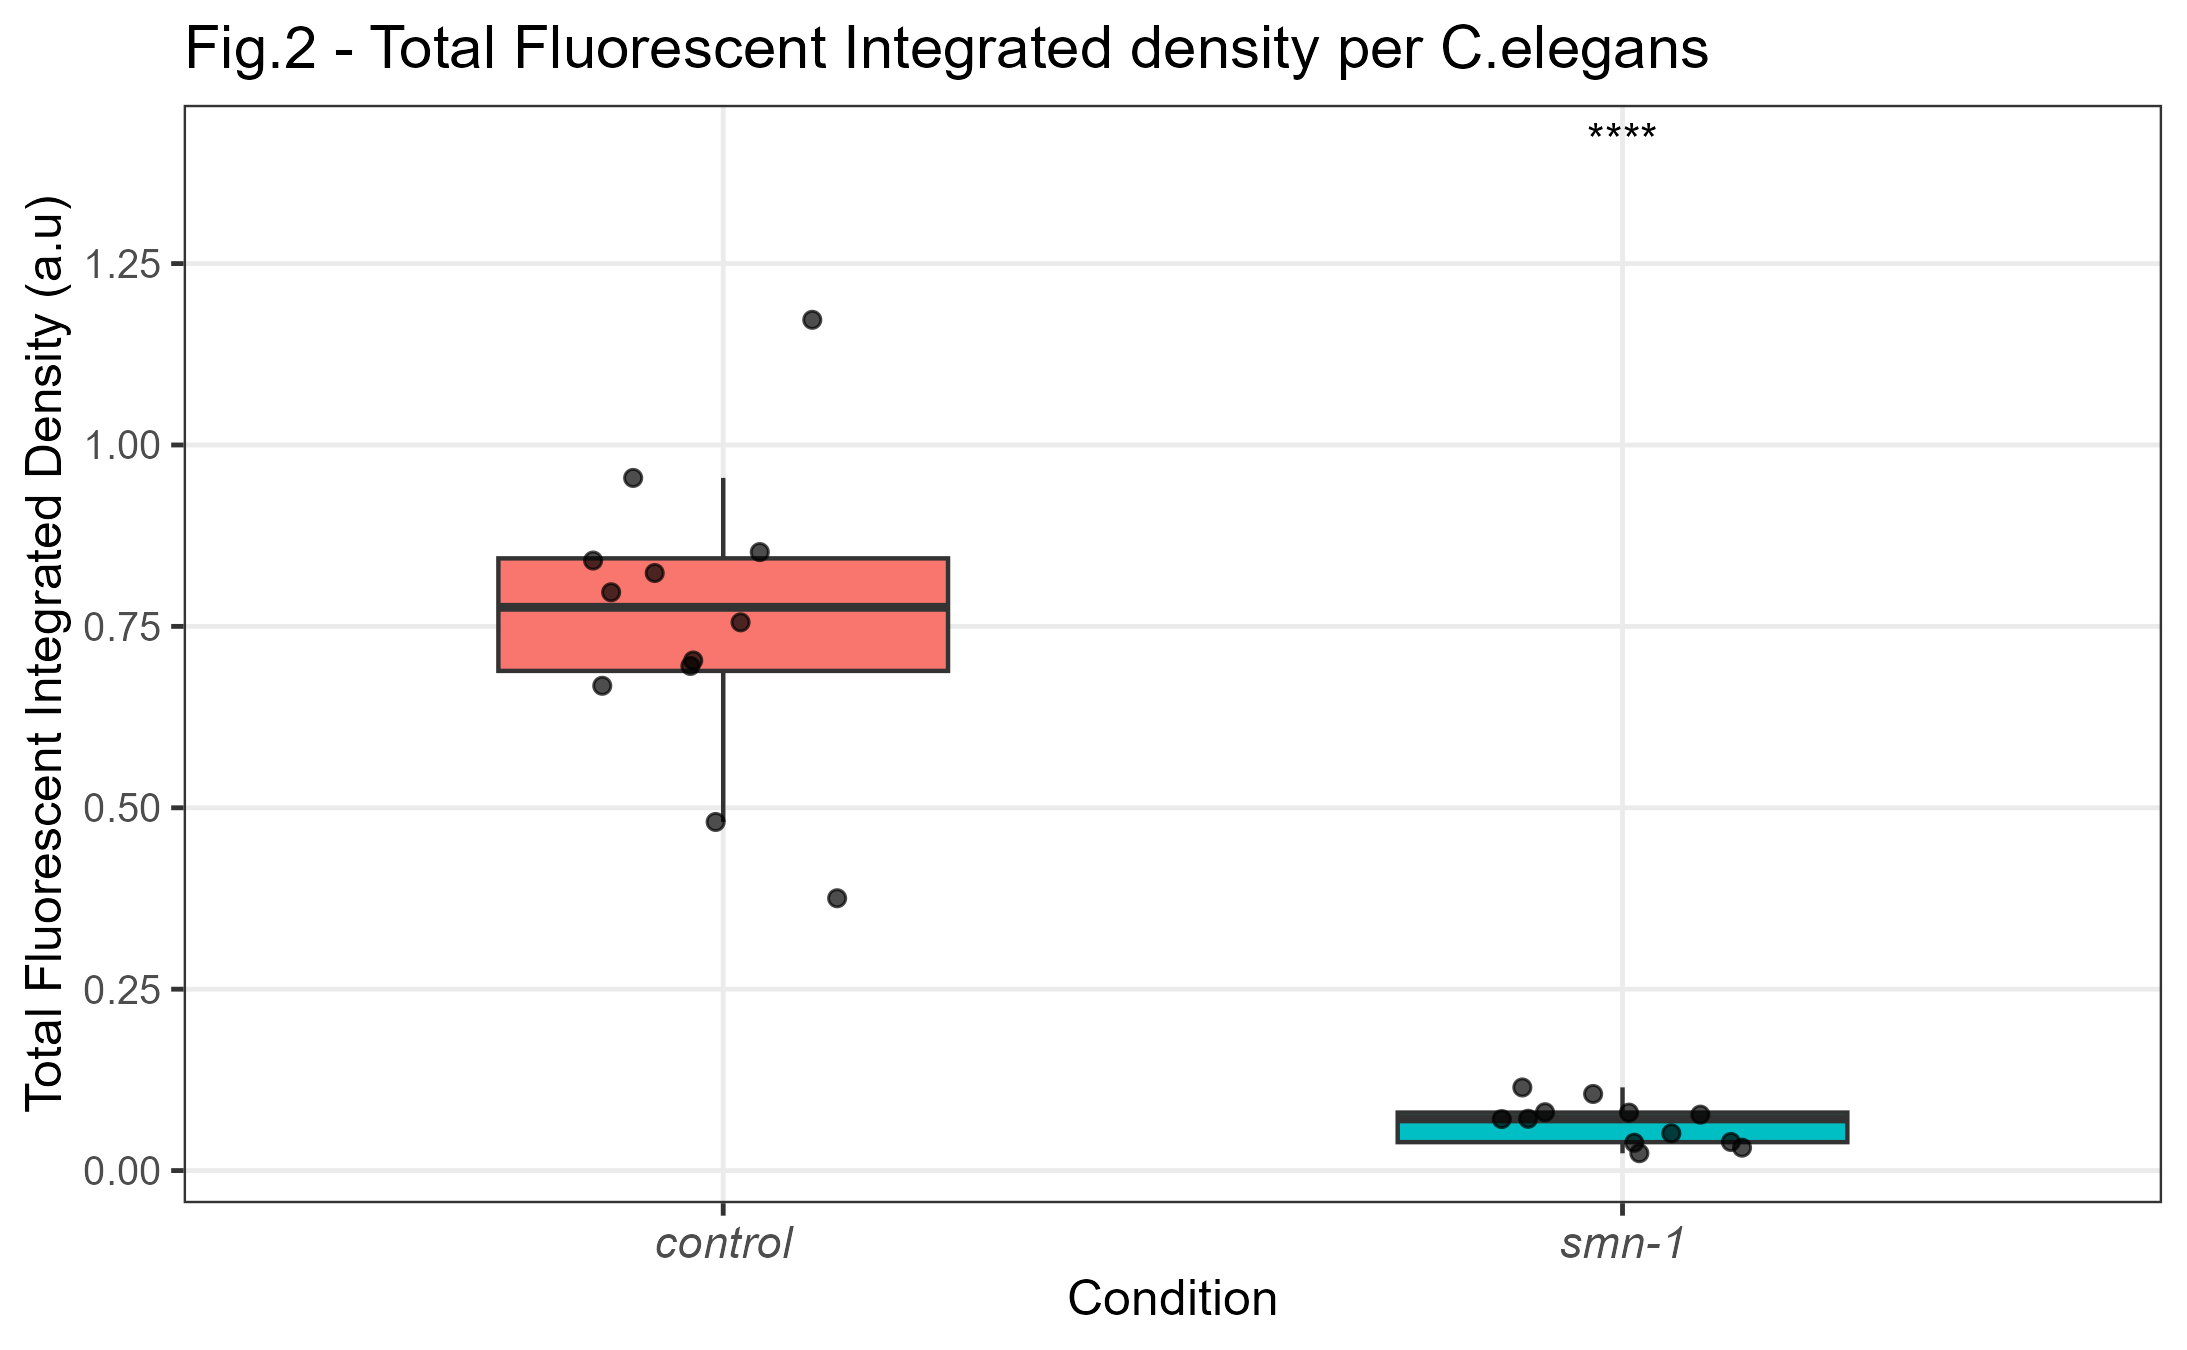 Fig.2 - Total Fluorescent Integrated density per C.elegans
****
Total Fluorescent Integrated Density (a.u)
1.25
1.00
0.75
0.50
0.25
0.00
control
smn-1
Condition